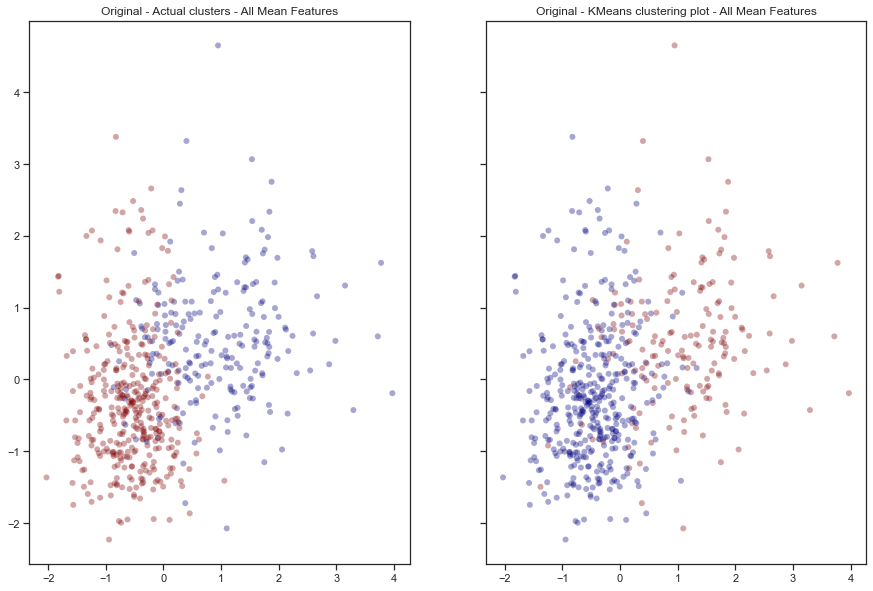 Original - Actual clusters - All Mean Features
Original - KMeans clustering plot - All Mean Features
4
3
2
1
0
−1
−2
−2 −1 0 1 2 3 4
−2 −1 0 1 2 3 4